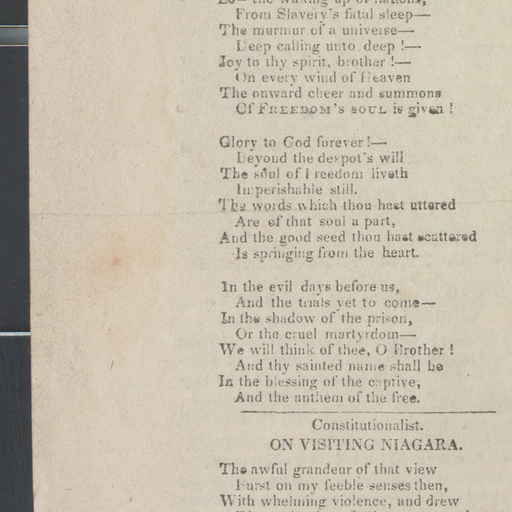 Lo—the waking up of nations,
From Slavery's fatal sleep—
The murmur of a universe—
Deep calling unto deep!—
Joy to thy spirit, brother!—
On every wind of Heaven
The onward cheer and summons
Of FREEDOM'S SOUL is given!
Glory to God forever!—
Beyond the despot's will
The soul of Freedom liveth
Imperishable still.
The words which thou hast uttered
Are of that soul a part,
And the good seed thou hast scattered
Is springing from the heart.
In the evil days before us,
And the trials yet to come—
In the shadow of the prison,
Or the cruel martyrdom—
We will think of thee, O Brother!
And thy sainted name shall be
In the blessing of the captive,
And the anthem of the free.
Constitutionalist.
ON VISITING NIAGARA.
The awful grandeur of that view
Burst on my feeble senses then,
With whelming violence, and drew